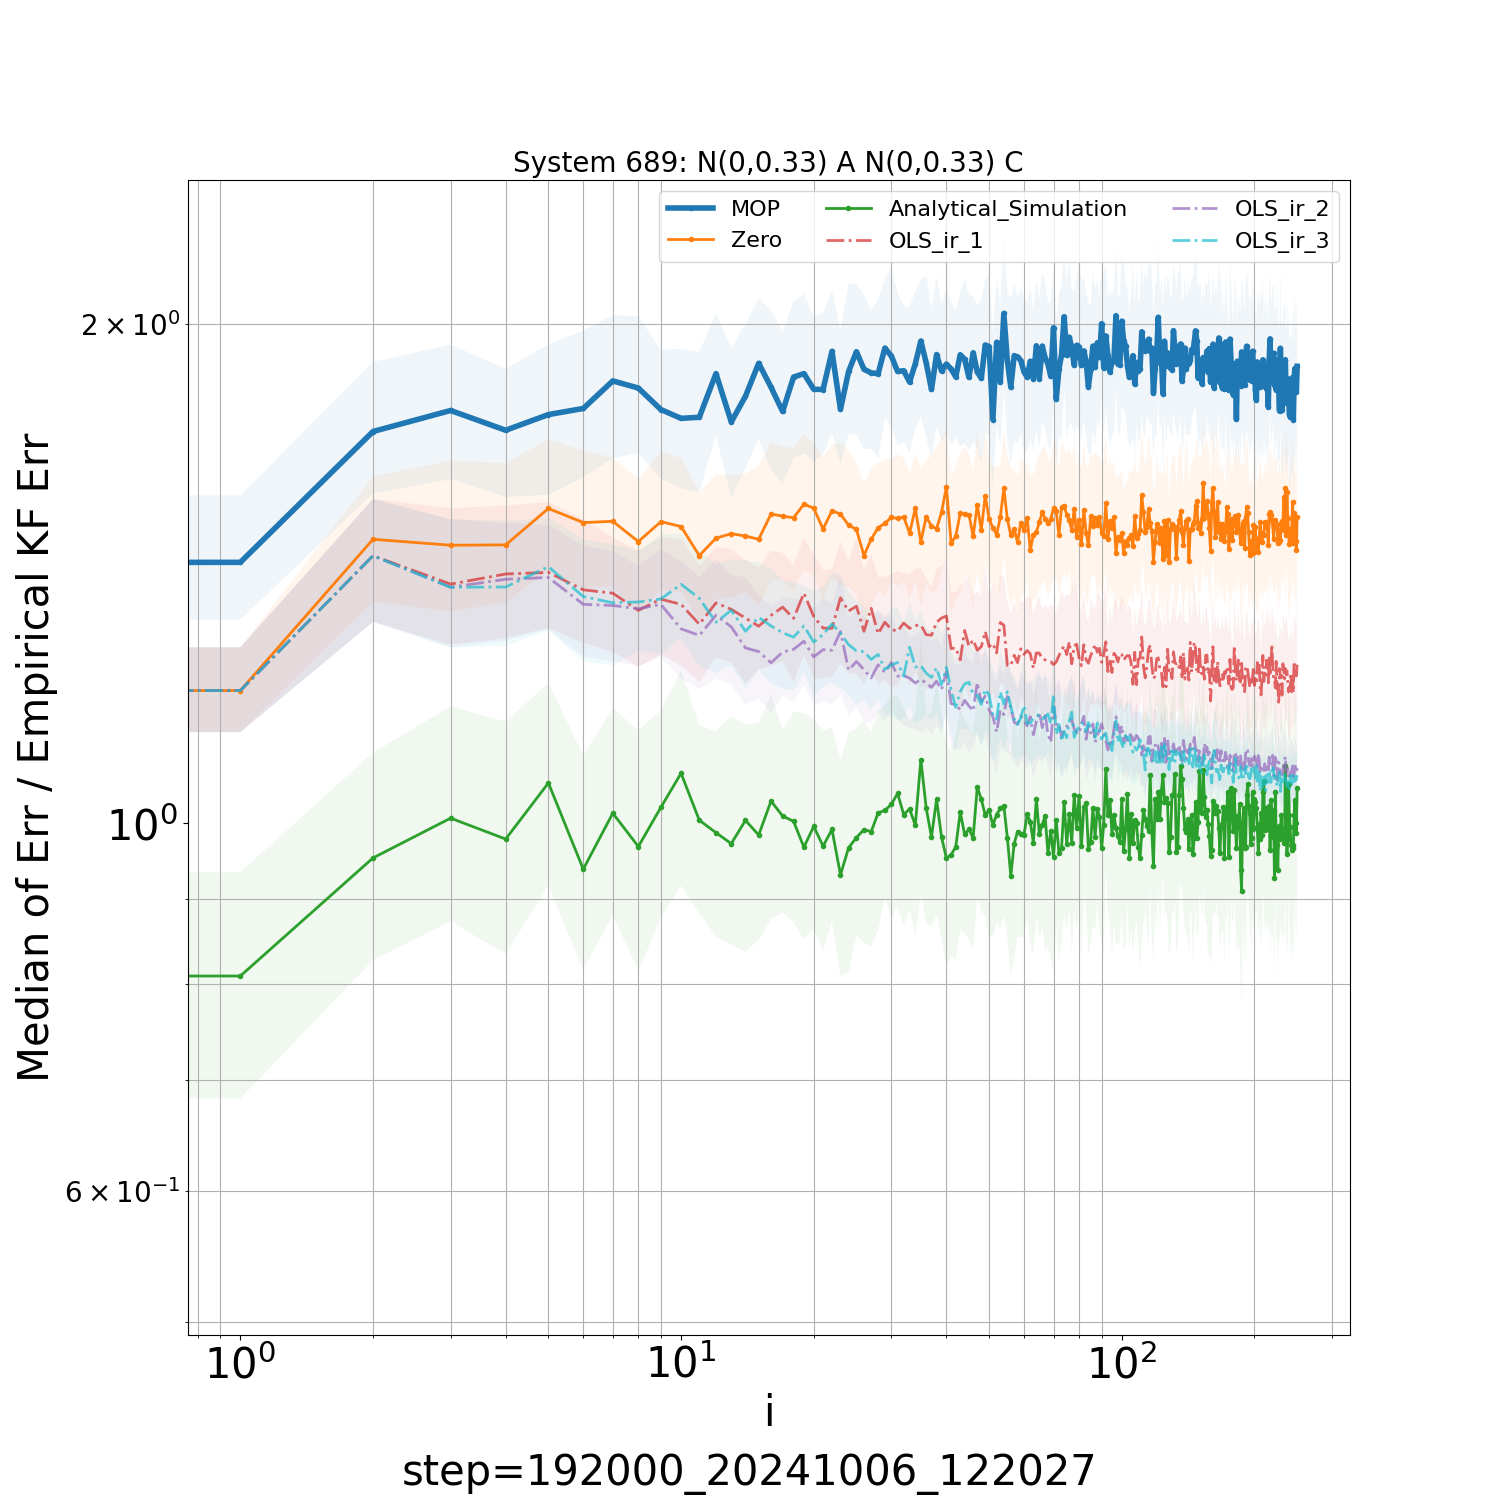 System 689: N(0,0.33) A N(0,0.33) C
MOP
Zero
Analytical_Simulation
OLS_ir_1
OLS_ir_2
OLS_ir_3
Median of Err / Empirical KF Err
2 × 10⁰
10⁰
6 × 10⁻¹
10⁰
10¹
10²
i
step=192000_20241006_122027